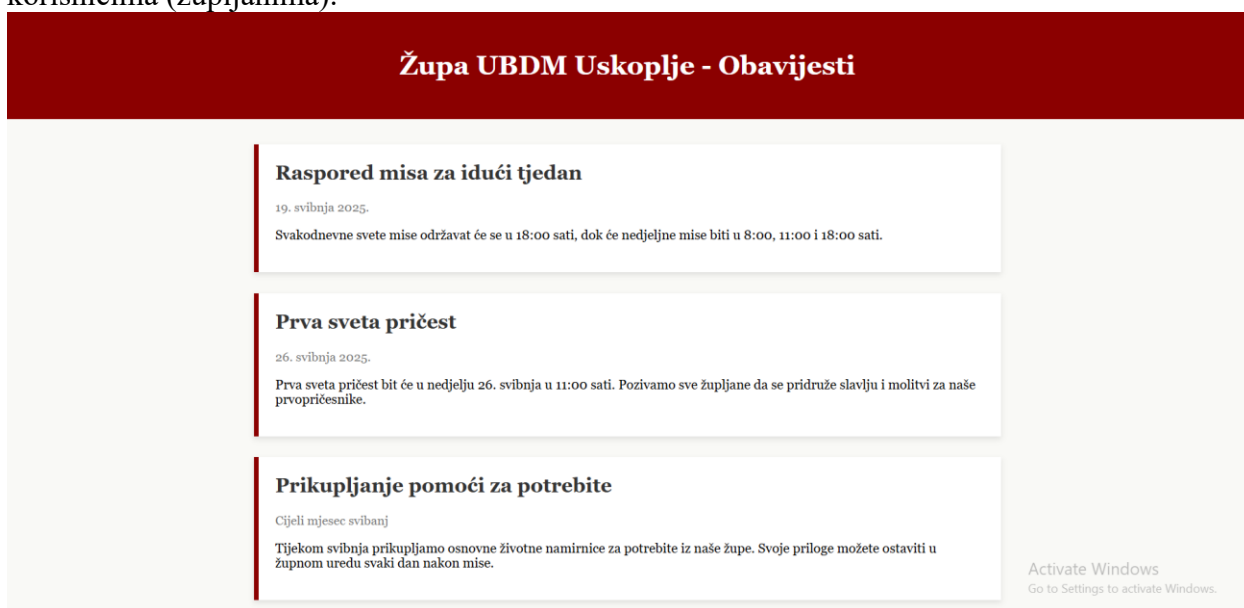 Župa UBDM Uskoplje - Obavijesti
Raspored misa za idući tjedan
19. svibnja 2025.
Svakodnevne svete mise održavat će se u 18:00 sati, dok će nedjeljne mise biti u 8:00, 11:00 i 18:00 sati.
Prva sveta pričest
26. svibnja 2025.
Prva sveta pričest bit će u nedjelju 26. svibnja u 11:00 sati. Pozivamo sve župljane da se pridruže slavlju i molitvi za naše
prvopričesnike.
Prikupljanje pomoći za potrebite
Cijeli mjesec svibanj
Tijekom svibnja prikupljamo osnovne životne namirnice za potrebite iz naše župe. Svoje priloge možete ostaviti u
župnom uredu svaki dan nakon mise.
Activate Windows
Go to Settings to activate Windows.